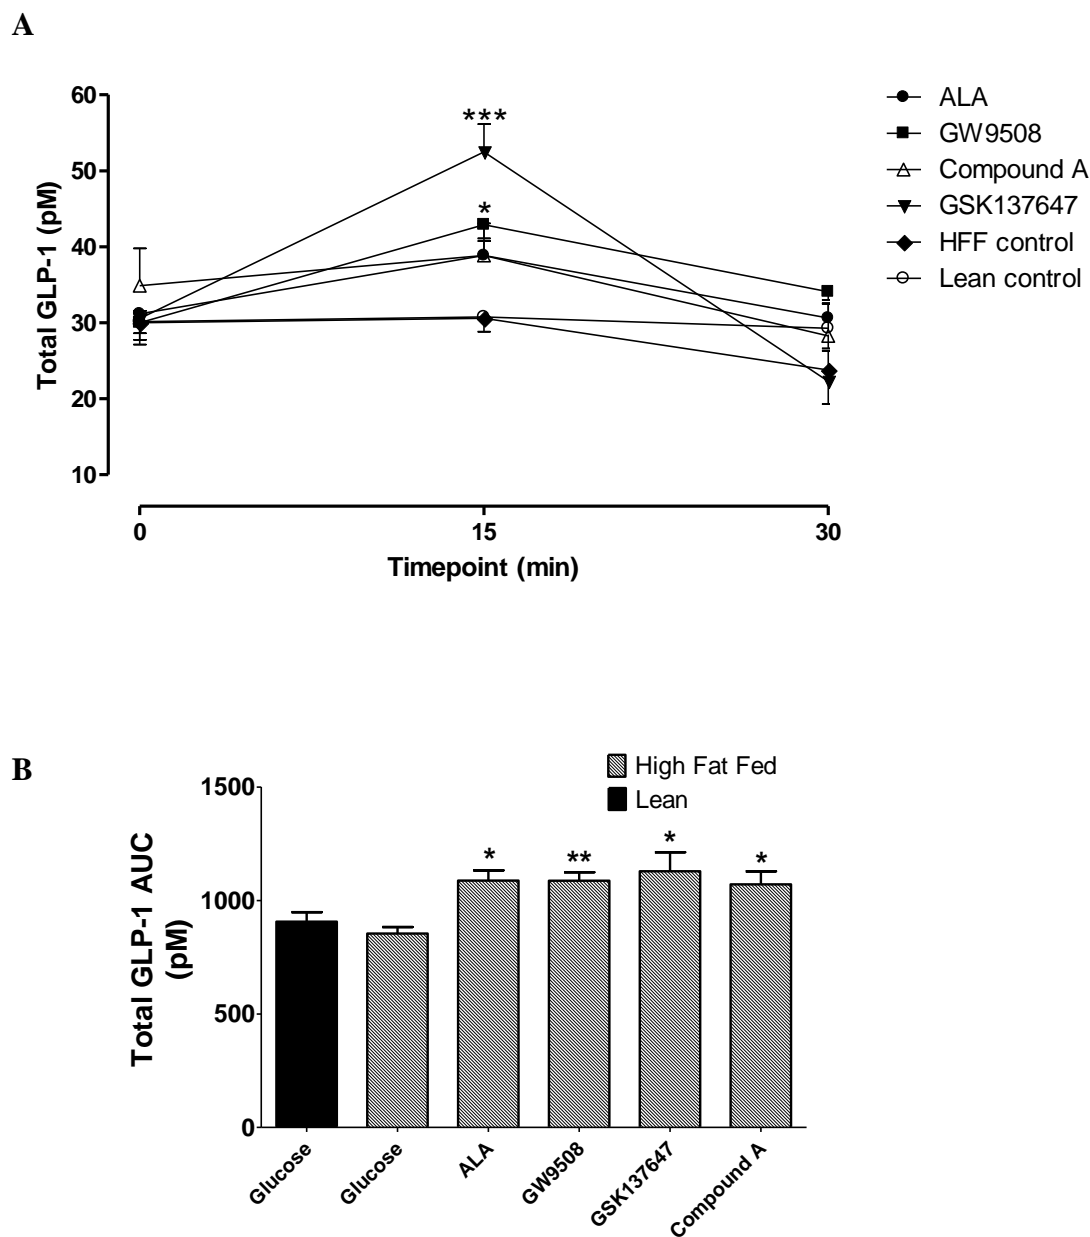 A
60
50
40
30
20
10
Total GLP-1 (pM)
***
*
0 15 30
Timepoint (min)
ALA
GW9508
Compound A
GSK137647
HFF control
Lean control
B
High Fat Fed
Lean
1500
1000
500
0
Total GLP-1 AUC
(pM)
* ** * *
Glucose Glucose ALA GW9508 GSK137647 Compound A